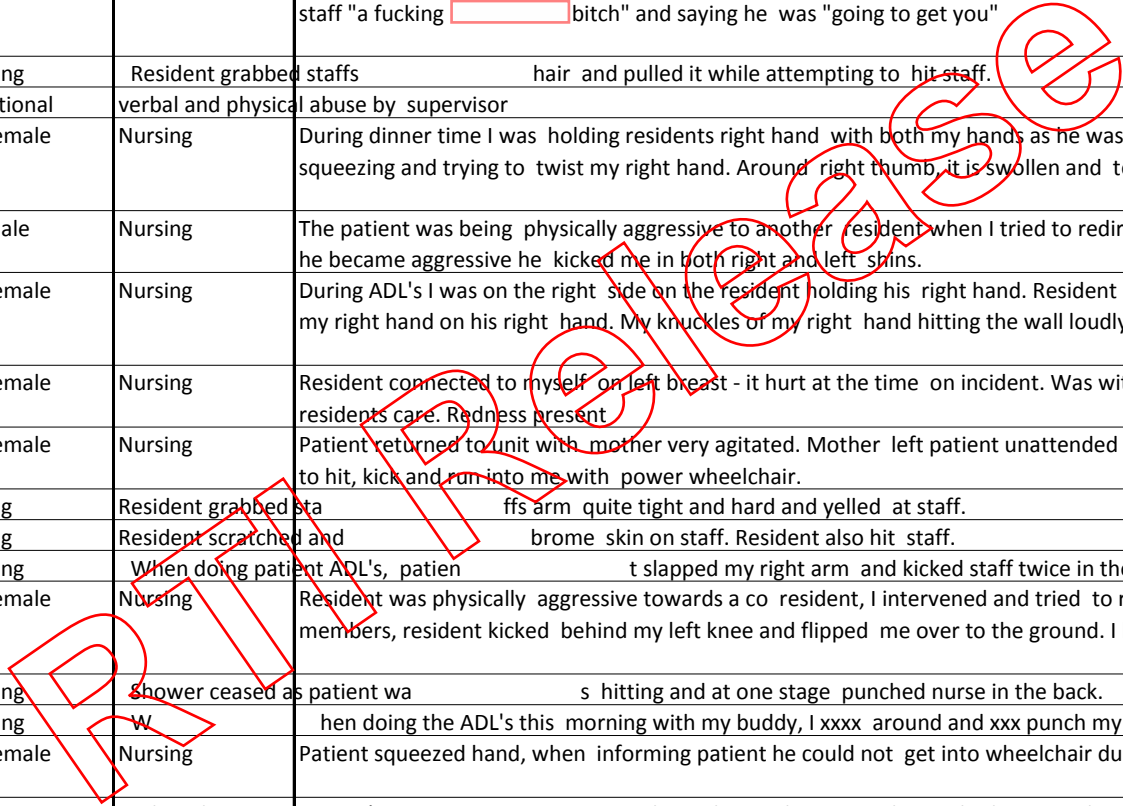 staff "a fucking bitch" and saying he was "going to get you"
ng Resident grabbed staffs hair and pulled it while attempting to hit staff.
tional verbal and physical abuse by supervisor
emale Nursing During dinner time I was holding residents right hand with both my hands as he was
squeezing and trying to twist my right hand. Around right thumb, it is swollen and t
ale Nursing The patient was being physically aggressive to another resident when I tried to redir
he became aggressive he kicked me in both right and left shins.
emale Nursing During ADL's I was on the right side on the resident holding his right hand. Resident
my right hand on his right hand. My knuckles of my right hand hitting the wall loudly
emale Nursing Resident connected to myself on left breast - it hurt at the time on incident. Was wit
residents care. Redness present
emale Nursing Patient returned to unit with mother very agitated. Mother left patient unattended
to hit, kick and run into me with power wheelchair.
g Resident grabbed sta ffs arm quite tight and hard and yelled at staff.
g Resident scratched and brome skin on staff. Resident also hit staff.
ng When doing patient ADL's, patien t slapped my right arm and kicked staff twice in the
emale Nursing Resident was physically aggressive towards a co resident, I intervened and tried to r
members, resident kicked behind my left knee and flipped me over to the ground. I
ng Shower ceased as patient wa s hitting and at one stage punched nurse in the back.
ng W hen doing the ADL's this morning with my buddy, I xxxx around and xxx punch my
emale Nursing Patient squeezed hand, when informing patient he could not get into wheelchair du
RTI Release